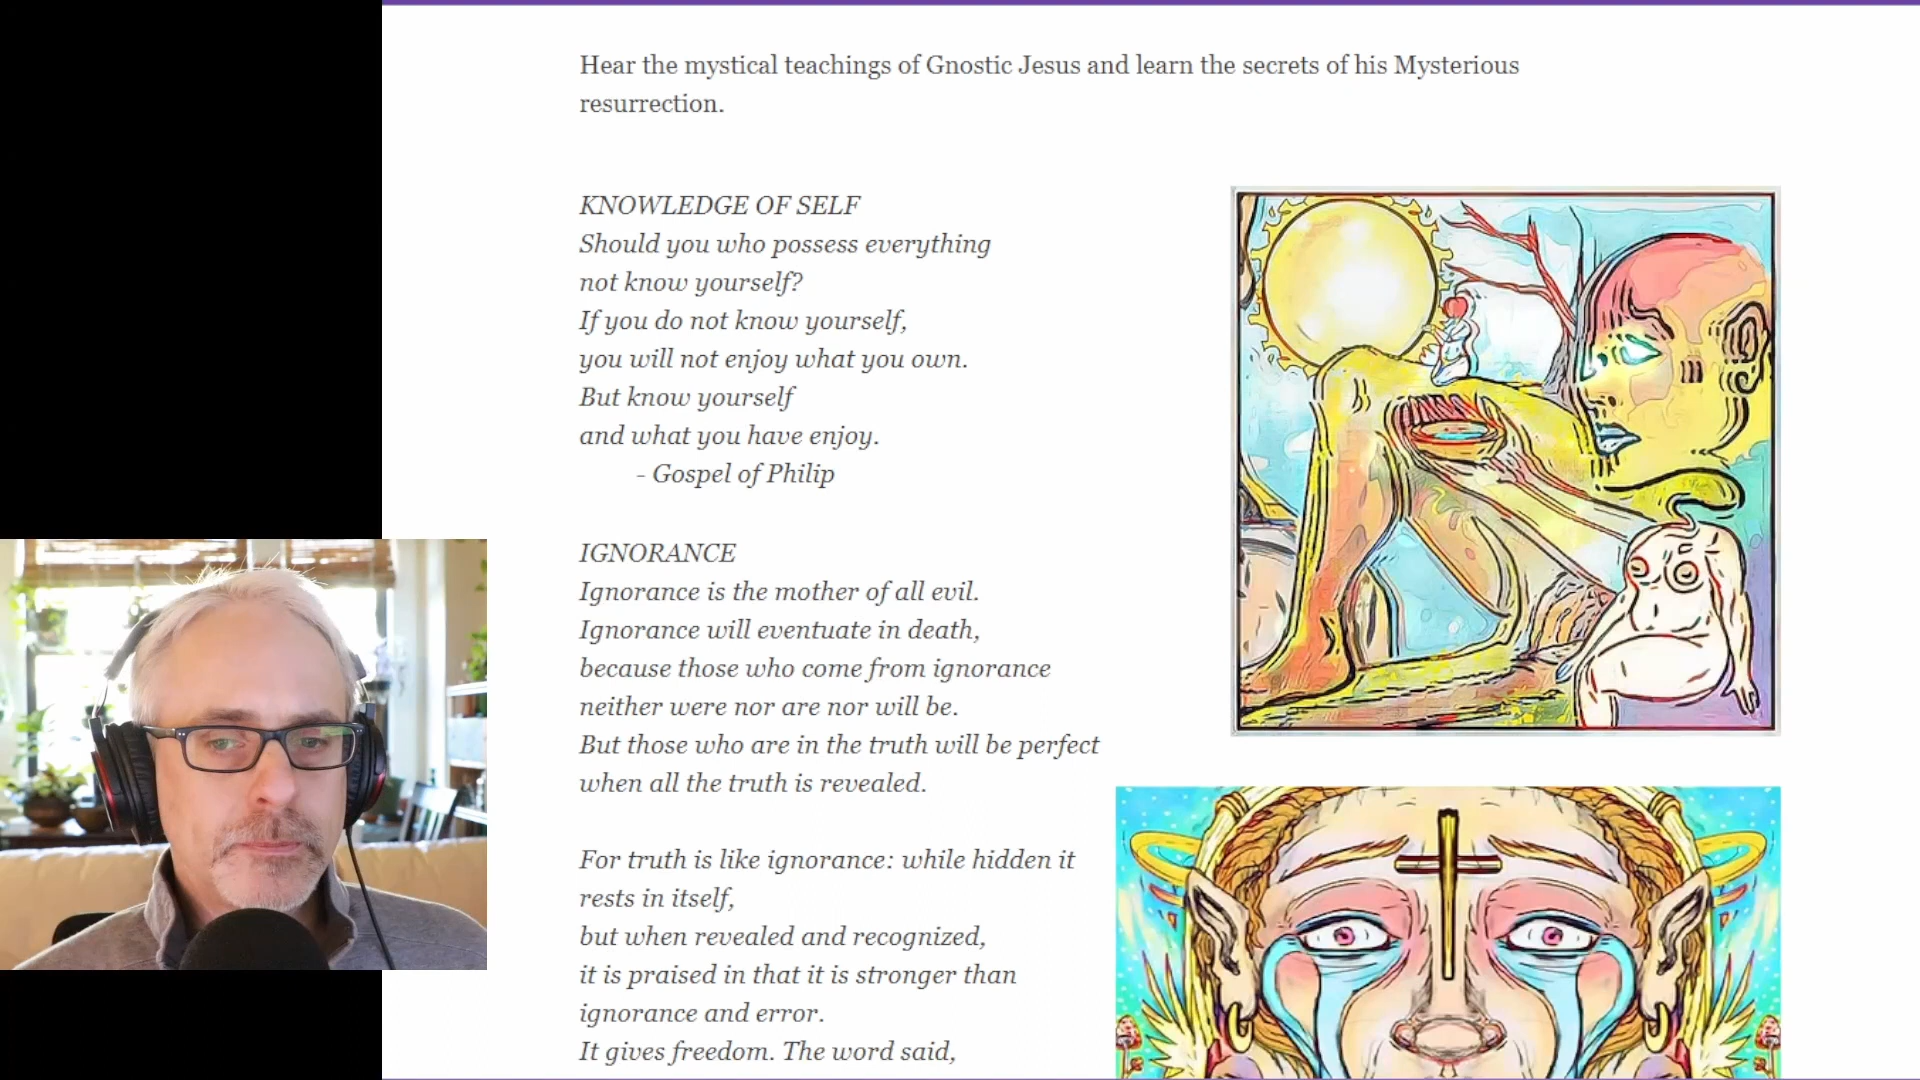 Hear the mystical teachings of Gnostic Jesus and learn the secrets of his Mysterious
resurrection.
KNOWLEDGE OF SELF
Should you who possess everything
not know yourself?
If you do not know yourself,
you will not enjoy what you own.
But know yourself
and what you have enjoy.
- Gospel of Philip
IGNORANCE
Ignorance is the mother of all evil.
Ignorance will eventuate in death,
because those who come from ignorance
neither were nor are nor will be.
But those who are in the truth will be perfect
when all the truth is revealed.
For truth is like ignorance: while hidden it
rests in itself,
but when revealed and recognized,
it is praised in that it is stronger than
ignorance and error.
It gives freedom. The word said,